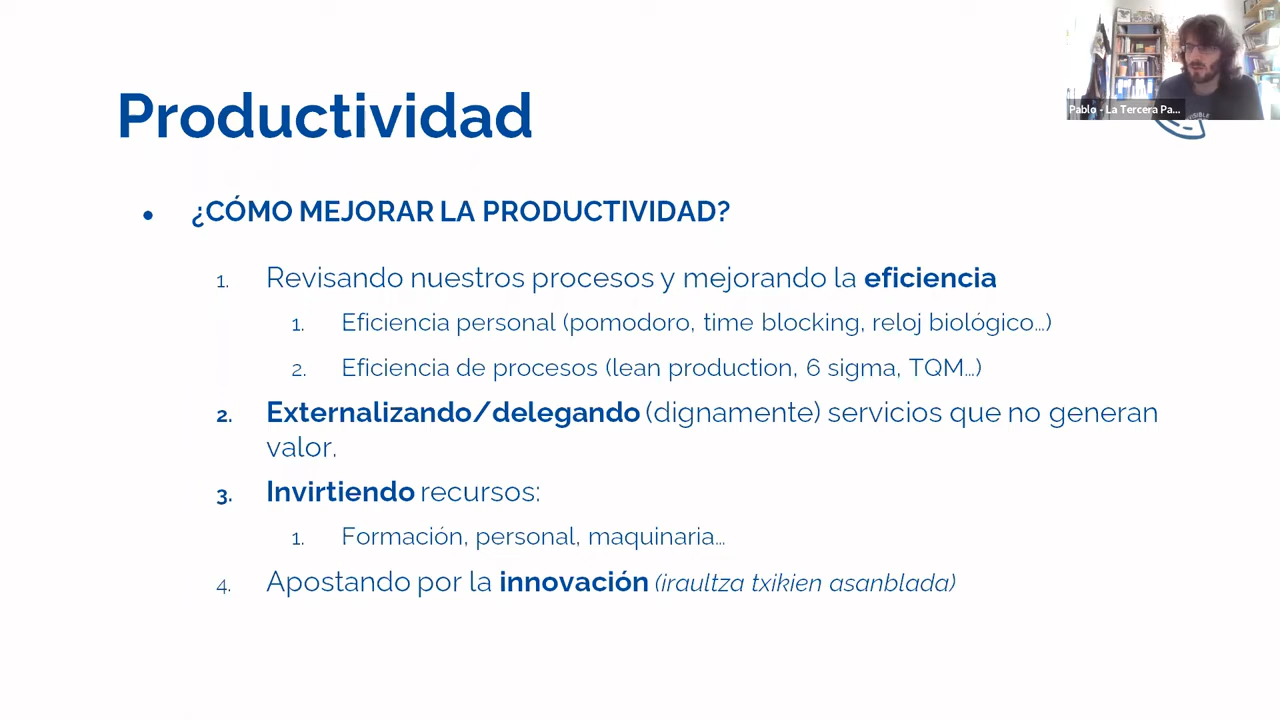 Productividad
Pablo - La Tercera Pa...
• ¿CÓMO MEJORAR LA PRODUCTIVIDAD?
1. Revisando nuestros procesos y mejorando la eficiencia
1. Eficiencia personal (pomodoro, time blocking, reloj biológico...)
2. Eficiencia de procesos (lean production, 6 sigma, TQM...)
2. Externalizando/delegando (dignamente) servicios que no generan
valor.
3. Invirtiendo recursos:
1. Formación, personal, maquinaria...
4. Apostando por la innovación (iraultza txikien asanblada)